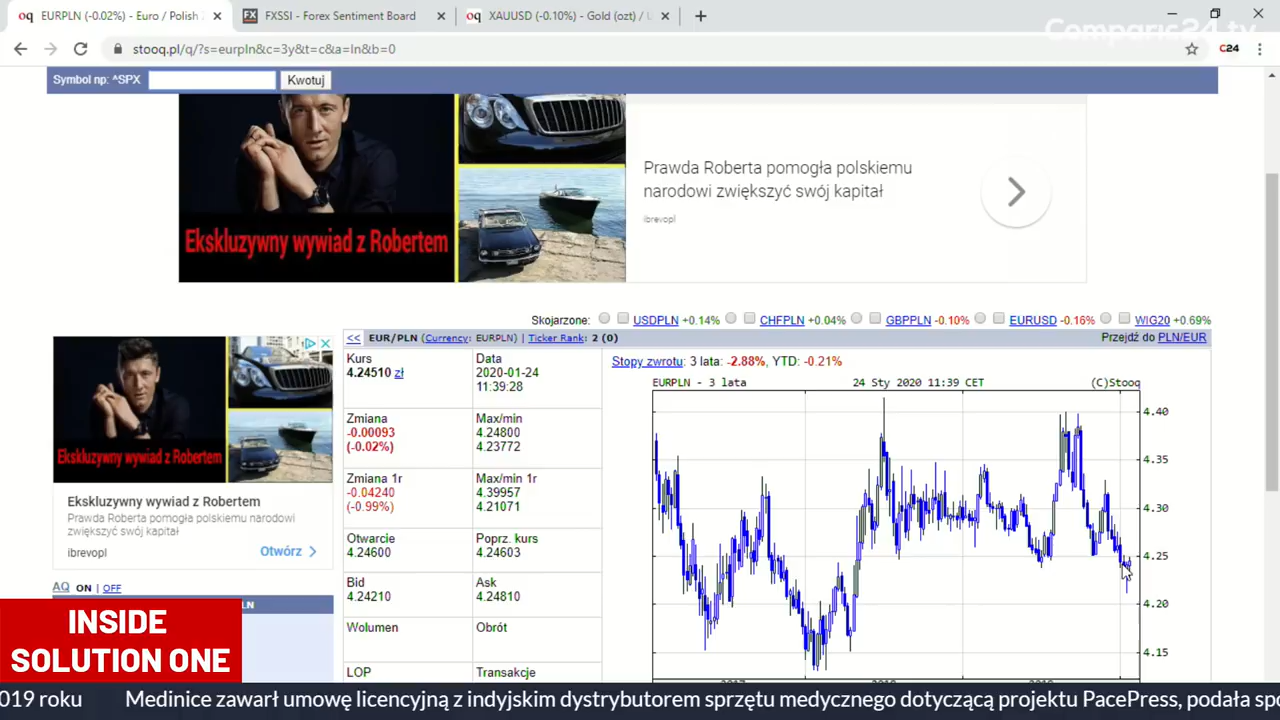 EURPLN (-0.02%) - Euro / Polish
FXSSI - Forex Sentiment Board
XAUUSD (-0.10%) - Gold (ozt) /
Comparic24.tv
stooq.pl/q/?s=eurpln&c=3y&t=c&a=ln&b=0
C24
Symbol np: ^SPX
Kwotuj
Ekskluzywny wywiad z Robertem
Prawda Roberta pomogła polskiemu
narodowi zwiększyć swój kapitał
ibrevopl
Skojarzone: USDPLN +0.14% CHFPLN +0.04% GBPPLN -0.10% EURUSD -0.16% WIG20 +0.69%
<< EUR/PLN (Currency: EURPLN) | Ticker Rank: 2 (0)
Przejdź do PLN/EUR
Kurs
4.24510 zł
Data
2020-01-24
11:39:28
Zmiana
-0.00093
(-0.02%)
Max/min
4.24800
4.23772
Zmiana 1r
-0.04240
(-0.99%)
Max/min 1r
4.39957
4.21071
Otwarcie
4.24600
Poprz. kurs
4.24603
Bid
4.24210
Ask
4.24810
Wolumen
Obrót
LOP
Transakcje
Stopy zwrotu: 3 lata: -2.88%, YTD: -0.21%
EURPLN - 3 lata
24 Sty 2020 11:39 CET
(C)Stooq
4.40
4.35
4.30
4.25
4.20
4.15
Ekskluzywny wywiad z Robertem
Ekskluzywny wywiad z Robertem
Prawda Roberta pomogła polskiemu narodowi
zwiększyć swój kapitał
ibrevopl
Otwórz
AQ ON | OFF
LN
INSIDE
SOLUTION ONE
2019 roku
Medinice zawarł umowę licencyjną z indyjskim dystrybutorem sprzętu medycznego dotyczącą projektu PacePress, podała